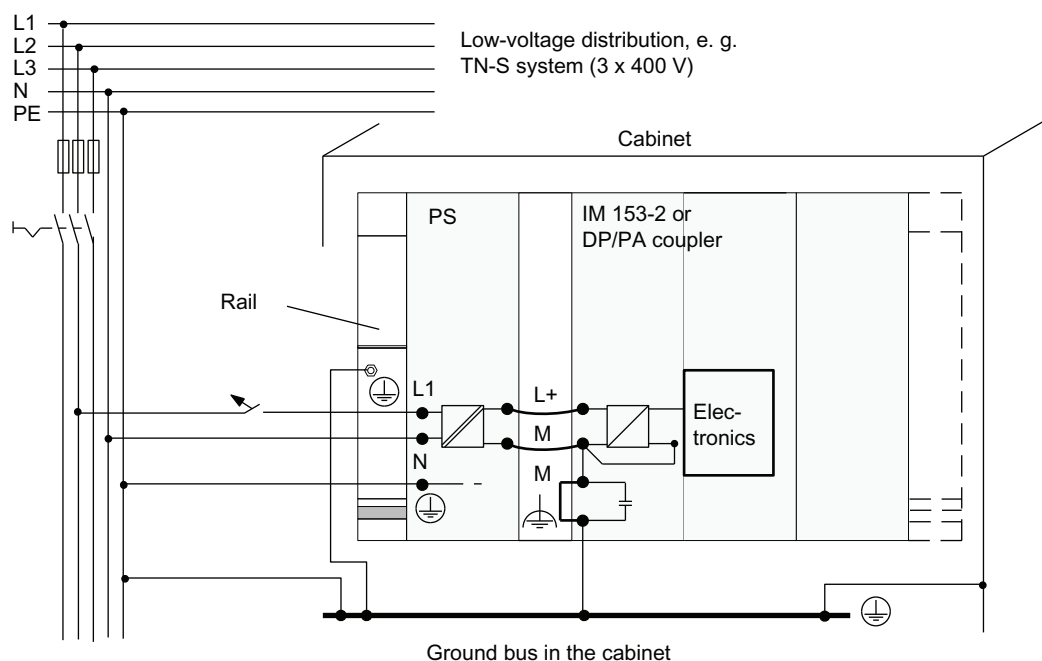 L1
L2
L3
N
PE
Low-voltage distribution, e. g.
TN-S system (3 x 400 V)
Cabinet
PS
IM 153-2 or
DP/PA coupler
Rail
L1
L+
M
N
M
Elec-
tronics
Ground bus in the cabinet